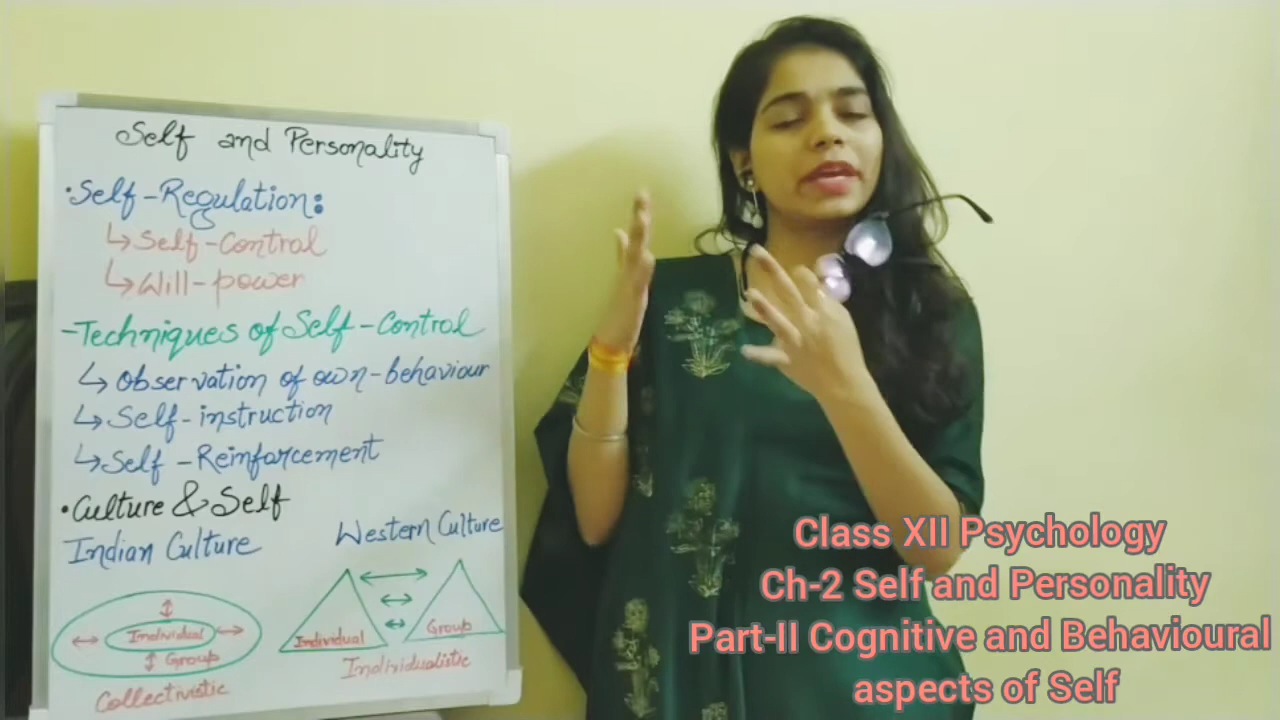 Self and Personality
•Self-Regulation:
↳Self-Control
↳Will-power
-Techniques of Self-Control
↳Observation of own-behaviour
↳Self-instruction
↳Self-Reinforcement
•Culture & Self
Indian Culture
Western Culture
Individual
Group
Collectivistic
Individual
Group
Individualistic
Class XII Psychology
Ch-2 Self and Personality
Part-II Cognitive and Behavioural
aspects of Self